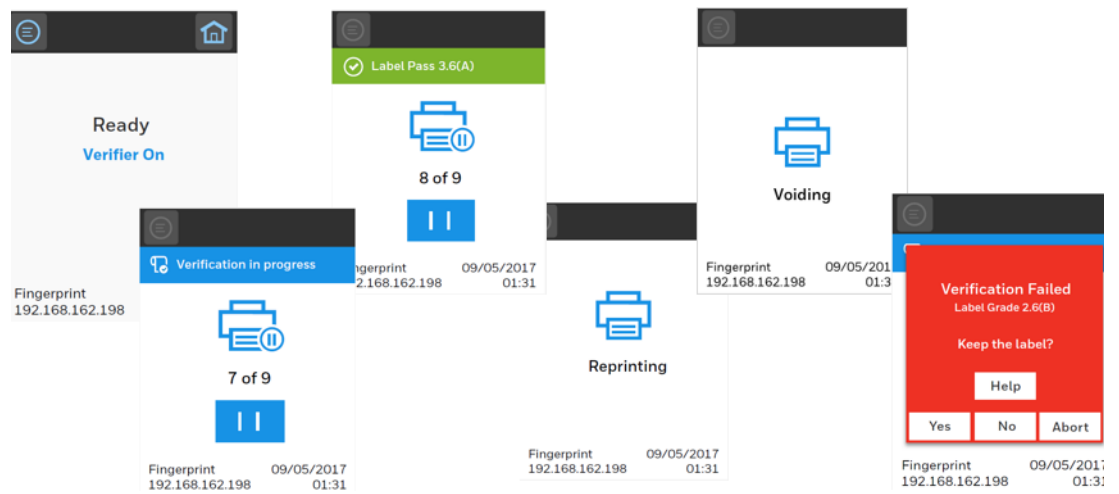 Ready
Verifier On
Fingerprint
192.168.162.198
Verification in progress
7 of 9
Fingerprint 09/05/2017
192.168.162.198 01:31
Label Pass 3.6(A)
8 of 9
ngerprint 09/05/2017
2.168.162.198 01:31
Reprinting
Fingerprint 09/05/2017
192.168.162.198 01:31
Voiding
Fingerprint 09/05/201
192.168.162.198 01:3
Verification Failed
Label Grade 2.6(B)
Keep the label?
Help
Yes No Abort
Fingerprint 09/05/2017
192.168.162.198 01:31